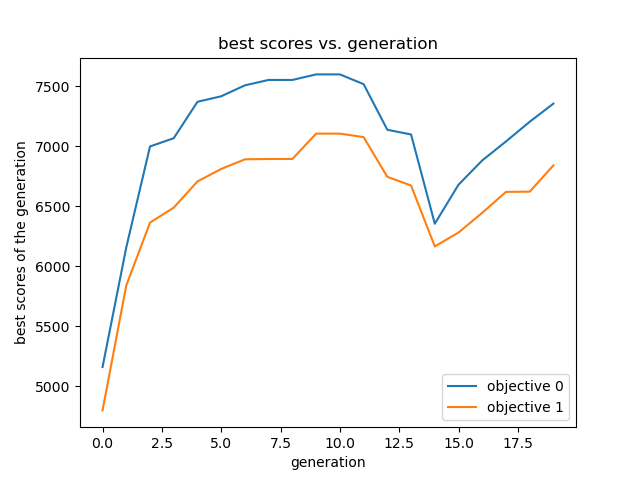 best scores vs. generation
best scores of the generation
7500
7000
6500
6000
5500
5000
0.0 2.5 5.0 7.5 10.0 12.5 15.0 17.5
generation
objective 0
objective 1